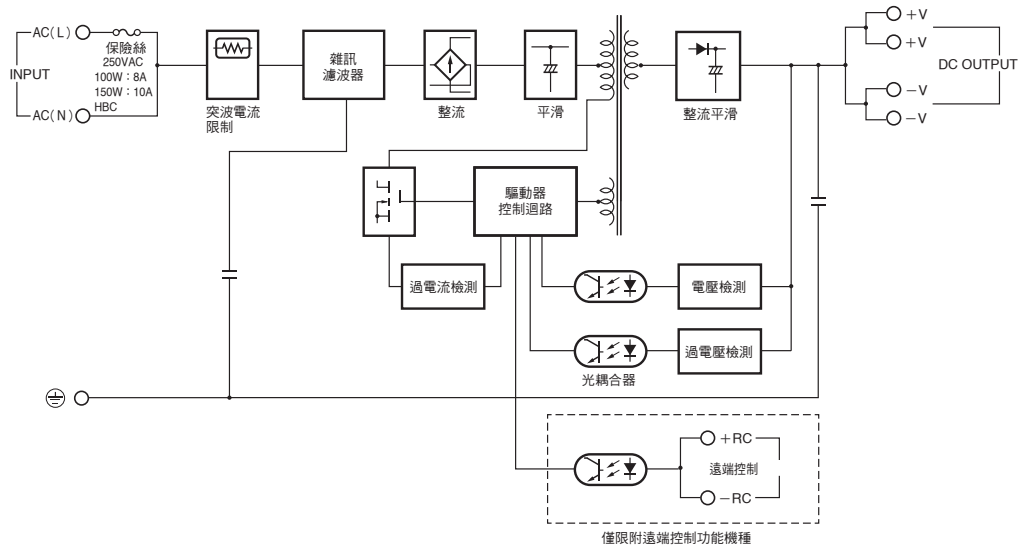 AC(L)
保險絲
250VAC
100W：8A
150W：10A
HBC
INPUT
AC(N)
突波電流
限制
雜訊
濾波器
整流
平滑
整流平滑
+V
+V
DC OUTPUT
−V
−V
驅動器
控制迴路
過電流檢測
電壓檢測
過電壓檢測
光耦合器
+RC
遠端控制
−RC
僅限附遠端控制功能機種